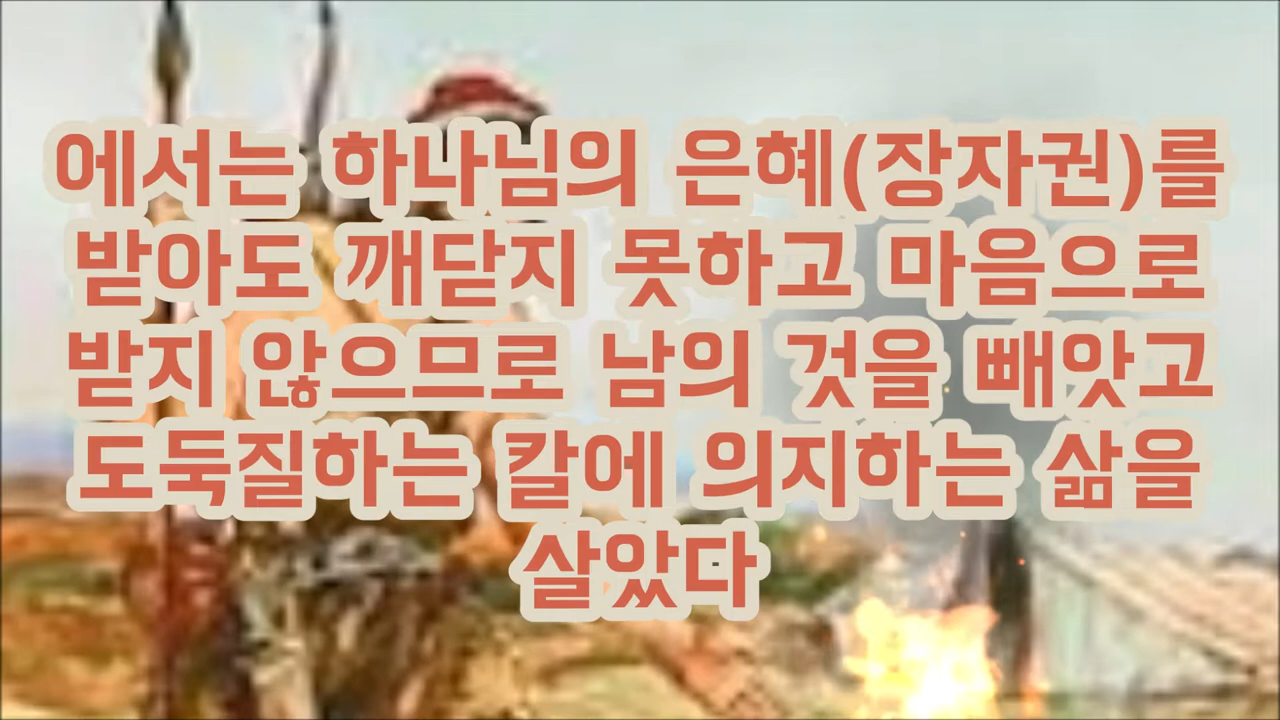 에서는 하나님의 은혜(장자권)를
받아도 깨닫지 못하고 마음으로
받지 않으므로 남의 것을 빼앗고
도둑질하는 칼에 의지하는 삶을
살았다